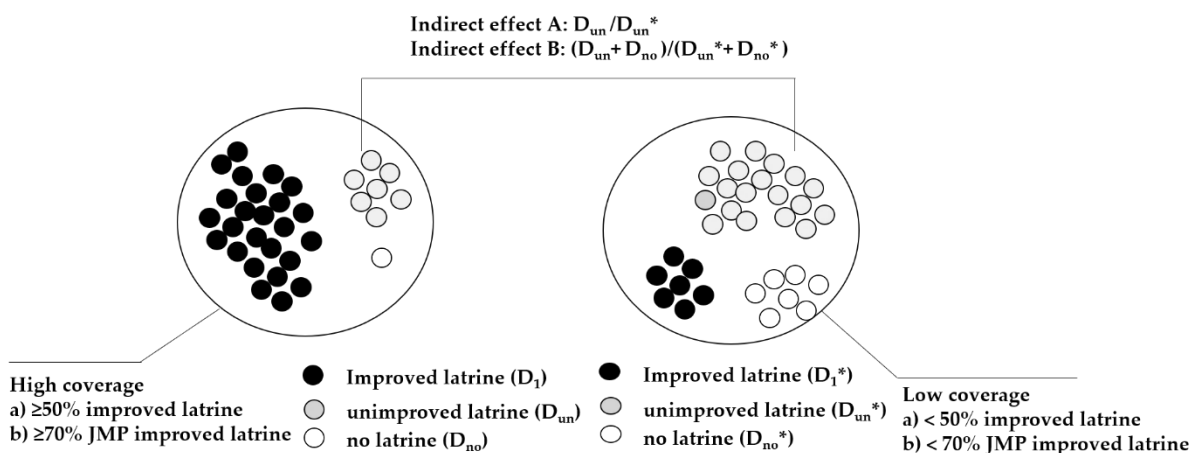 Indirect effect A: Dun /Dun*
Indirect effect B: (Dun+ Dno )/(Dun*+ Dno* )
High coverage
a) ≥50% improved latrine
b) ≥70% JMP improved latrine
Improved latrine (D1)
unimproved latrine (Dun)
no latrine (Dno)
Improved latrine (D1*)
unimproved latrine (Dun*)
no latrine (Dno*)
Low coverage
a) < 50% improved latrine
b) < 70% JMP improved latrine